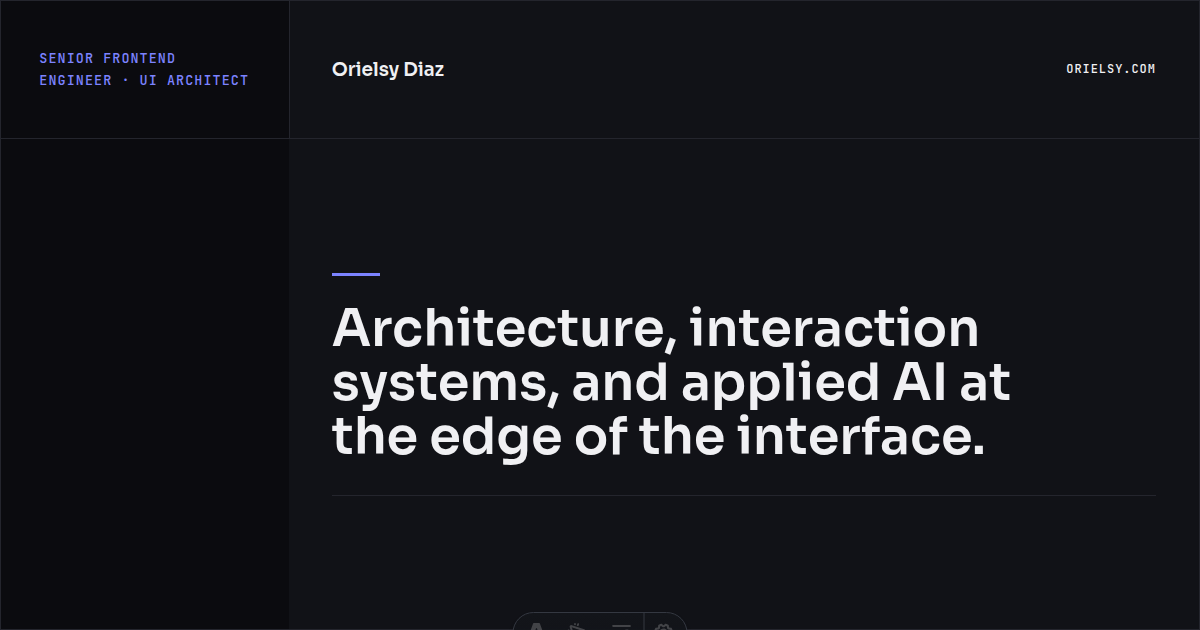 SENIOR FRONTEND
ENGINEER · UI ARCHITECT
Orielsy Diaz
ORIELSY.COM
Architecture, interaction
systems, and applied AI at
the edge of the interface.